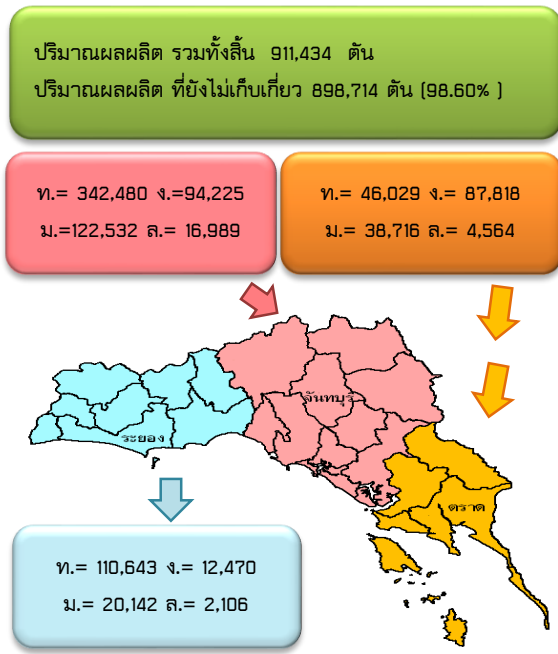 ปริมาณผลผลิต รวมทั้งสิ้น 911,434 ตัน
ปริมาณผลผลิต ที่ยังไม่เก็บเกี่ยว 898,714 ตัน (98.60% )
ท.= 342,480 ง.=94,225
ม.=122,532 ล.= 16,989
ท.= 46,029 ง.= 87,818
ม.= 38,716 ล.= 4,564
จันทบุรี
ระยอง
ตราด
ท.= 110,643 ง.= 12,470
ม.= 20,142 ล.= 2,106